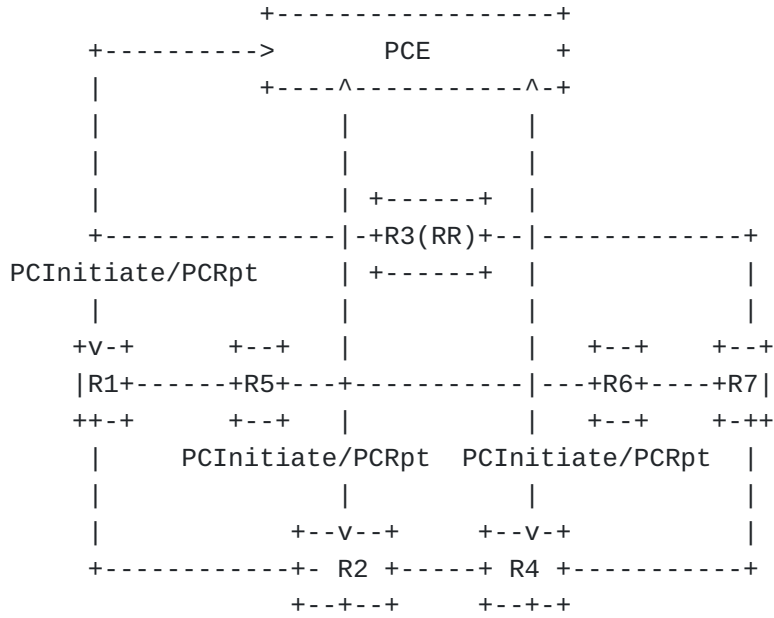 PCE
R3(RR)
PCInitiate/PCRpt
R1 R5 R6 R7
PCInitiate/PCRpt PCInitiate/PCRpt
R2 R4